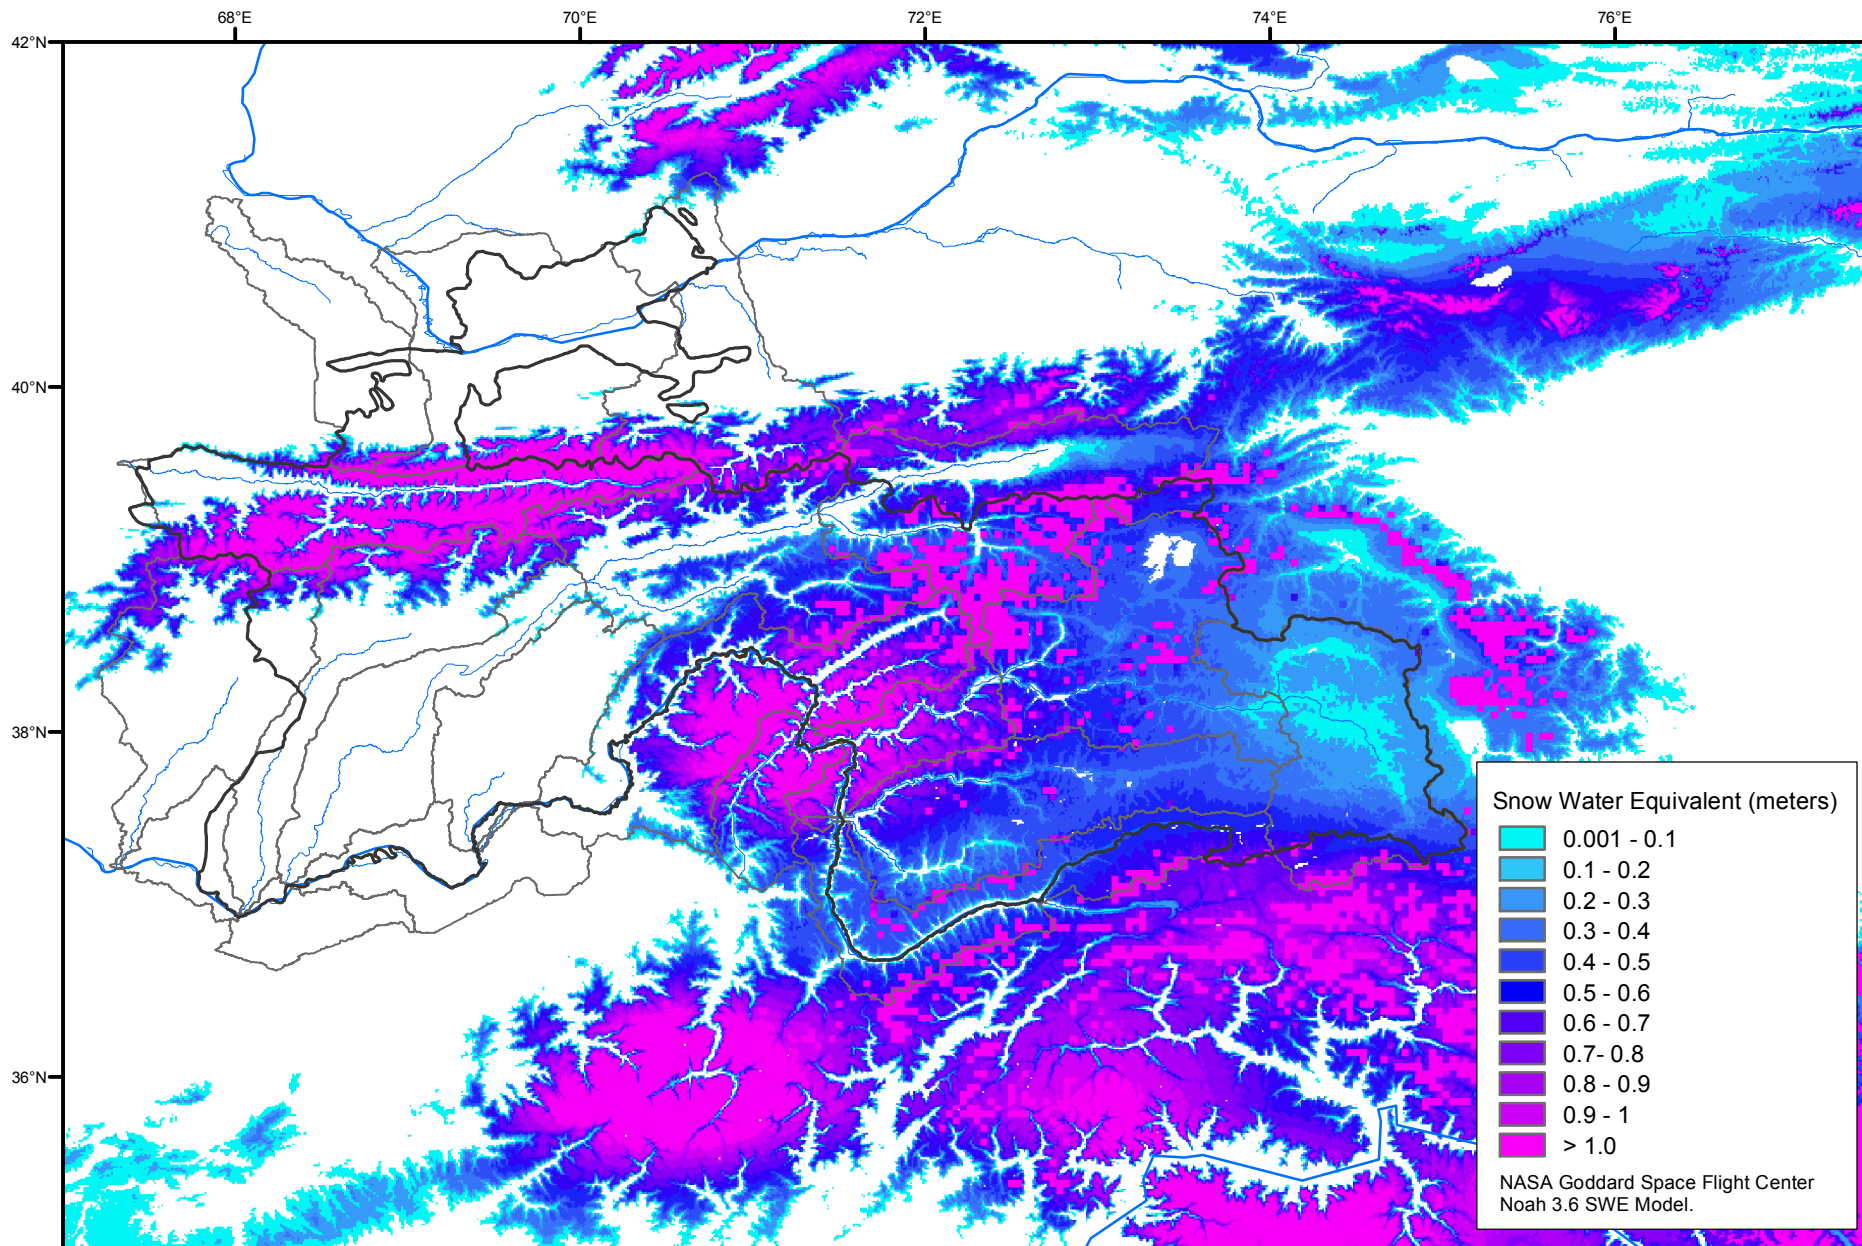 68°E
70°E
72°E
74°E
76°E
42°N
40°N
38°N
36°N
Snow Water Equivalent (meters)
0.001 - 0.1
0.1 - 0.2
0.2 - 0.3
0.3 - 0.4
0.4 - 0.5
0.5 - 0.6
0.6 - 0.7
0.7- 0.8
0.8 - 0.9
0.9 - 1
> 1.0
NASA Goddard Space Flight Center
Noah 3.6 SWE Model.